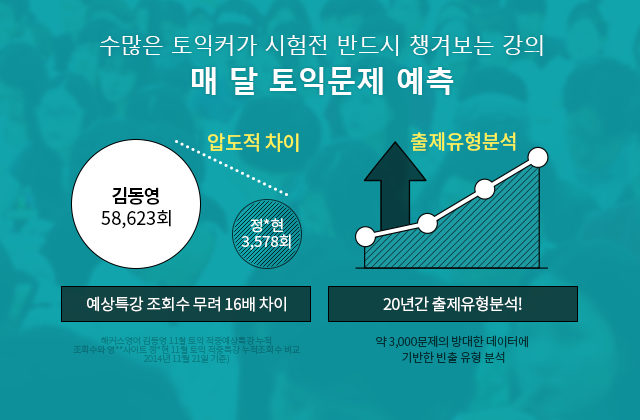 수많은 토익커가 시험전 반드시 챙겨보는 강의
매 달 토익문제 예측
압도적 차이
김동영
58,623회
정*현
3,578회
예상특강 조회수 무려 16배 차이
해커스영어 김동영 11월 토익 적중예상특강 누적
조회수와 영**사이트 정*현 11월 토익 적중특강 누적조회수 비교
2014년 11월 21일 기준)
출제유형분석
20년간 출제유형분석!
약 3,000문제의 방대한 데이터에
기반한 빈출 유형 분석